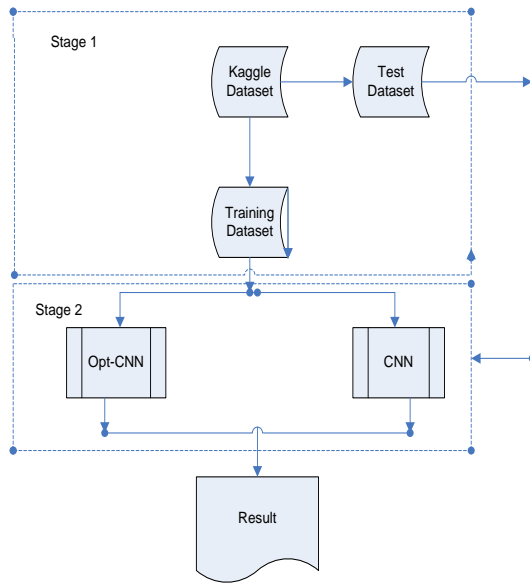 Stage 1
Kaggle
Dataset
Test
Dataset
Training
Dataset
Stage 2
Opt-CNN
CNN
Result